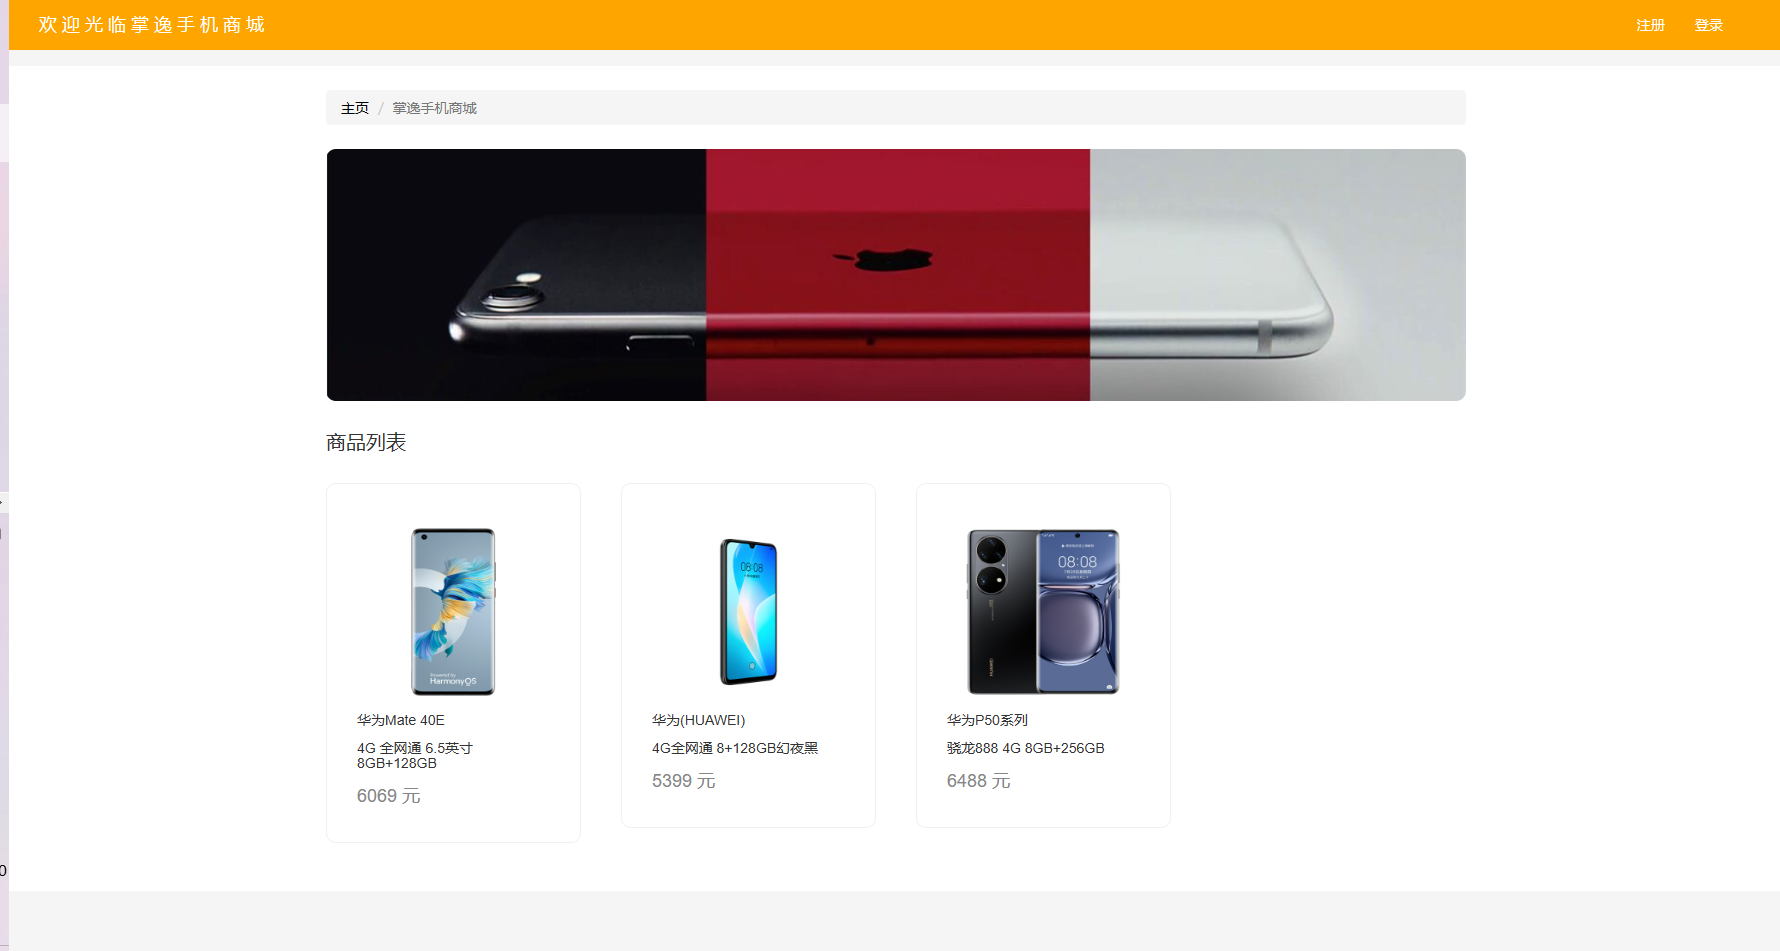 欢迎光临掌逸手机商城
注册 登录
主页 / 掌逸手机商城
商品列表
Powered by
HarmonyOS
08:08
08:08
HUAWEI
华为Mate 40E
4G 全网通 6.5英寸
8GB+128GB
6069 元
华为(HUAWEI)
4G全网通 8+128GB幻夜黑
5399 元
华为P50系列
骁龙888 4G 8GB+256GB
6488 元